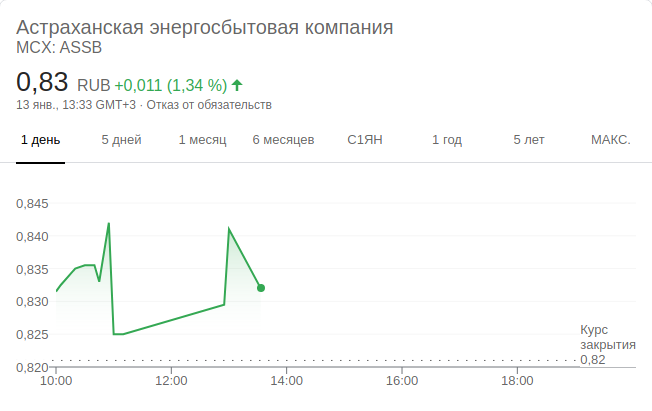 Астраханская энергосбытовая компания
MCX: ASSB
0,83 RUB +0,011 (1,34 %)
13 янв., 13:33 GMT+3 · Отказ от обязательств
1 день 5 дней 1 месяц 6 месяцев С1ЯН 1 год 5 лет МАКС.
0,845
0,840
0,835
0,830
0,825
0,820
Курс
закрытия
0,82
10:00 12:00 14:00 16:00 18:00